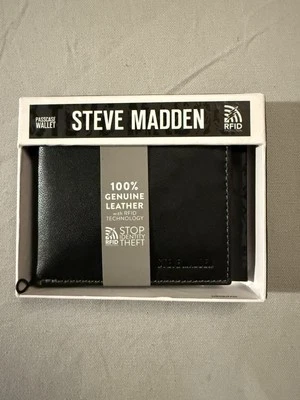 PASSCASE
WALLET
STEVE MADDEN
RFID
100%
GENUINE
LEATHER
with RFID
TECHNOLOGY
RFID
STOP
IDENTITY
THEFT